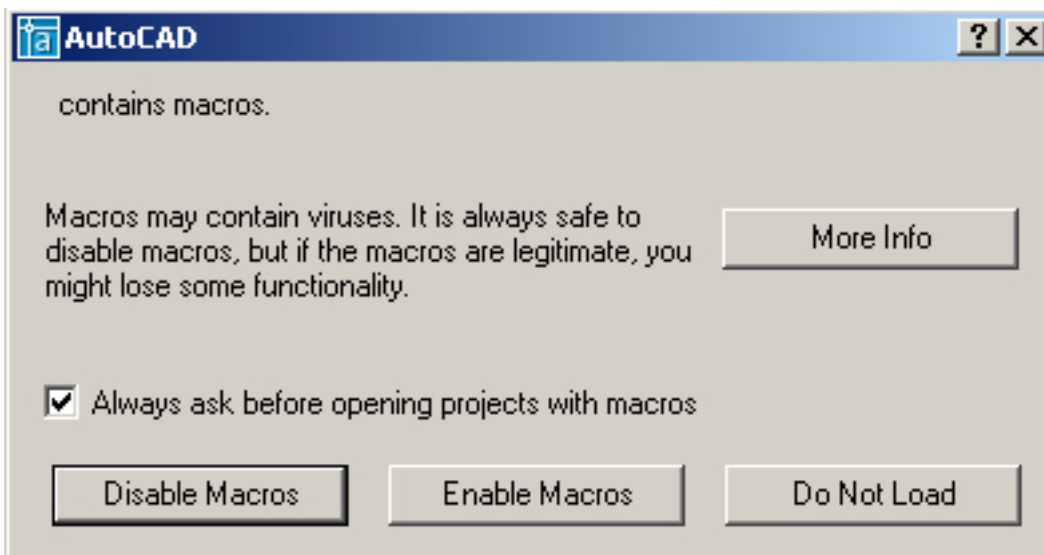 AutoCAD
contains macros.
Macros may contain viruses. It is always safe to
disable macros, but if the macros are legitimate, you
might lose some functionality.
More Info
Always ask before opening projects with macros
Disable Macros
Enable Macros
Do Not Load